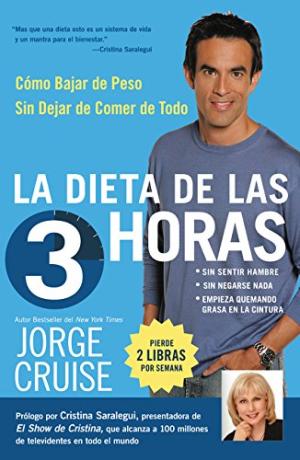 "Mas que una dieta esto es un sistema de vida
y un mantra para el bienestar."
—Cristina Saralegui
Cómo Bajar de Peso
Sin Dejar de Comer de Todo
LA DIETA DE LAS
3 HORAS
• SIN SENTIR HAMBRE
• SIN NEGARSE NADA
• EMPIEZA QUEMANDO
GRASA EN LA CINTURA
Autor Bestseller del New York Times
JORGE
CRUISE
PIERDE
2 LIBRAS
POR SEMANA
Prólogo por Cristina Saralegui, presentadora de
El Show de Cristina, que alcanza a 100 millones
de televidentes en todo el mundo